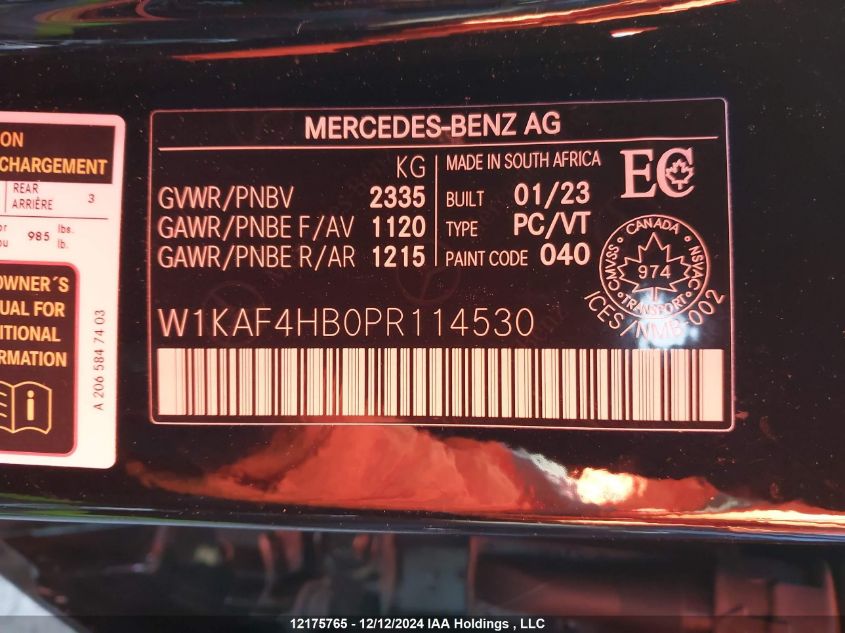 ON
CHARGEMENT
REAR
ARRIÈRE
3
or
ou
985
lbs.
lb.
OWNER´S
UAL FOR
ITIONAL
ORMATION
i
A 206 584 74 03
MERCEDES-BENZ AG
KG
GVWR/PNBV 2335
GAWR/PNBE F/AV 1120
GAWR/PNBE R/AR 1215
MADE IN SOUTH AFRICA
BUILT 01/23
TYPE PC/VT
PAINT CODE 040
EC
CANADA
CMVSS
NSVAC
974
TRANSPORT
ICES/NMB-002
W1KAF4HB0PR114530
12175765 - 12/12/2024 IAA Holdings , LLC